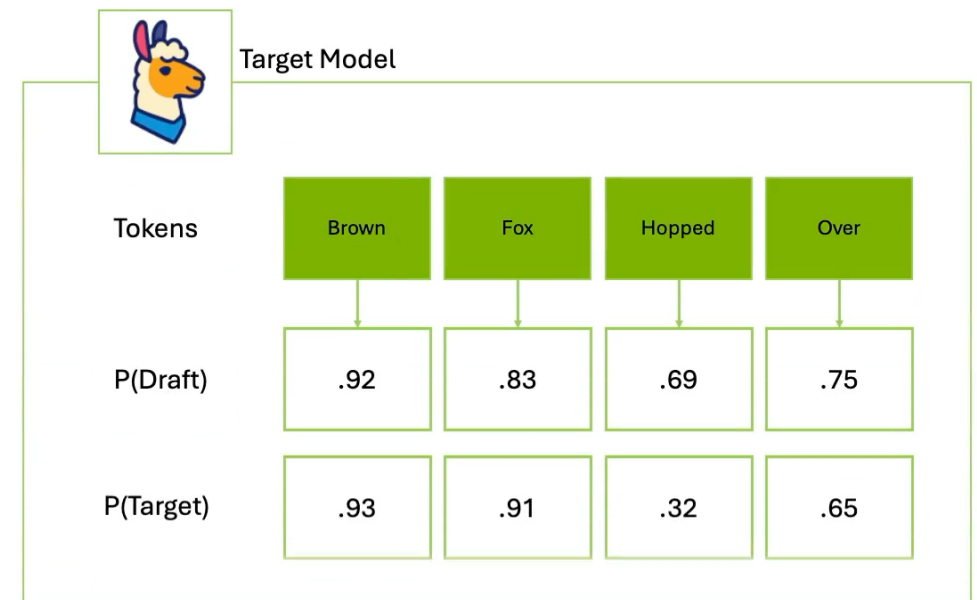 Target Model
Tokens Brown Fox Hopped Over
P(Draft) .92 .83 .69 .75
P(Target) .93 .91 .32 .65